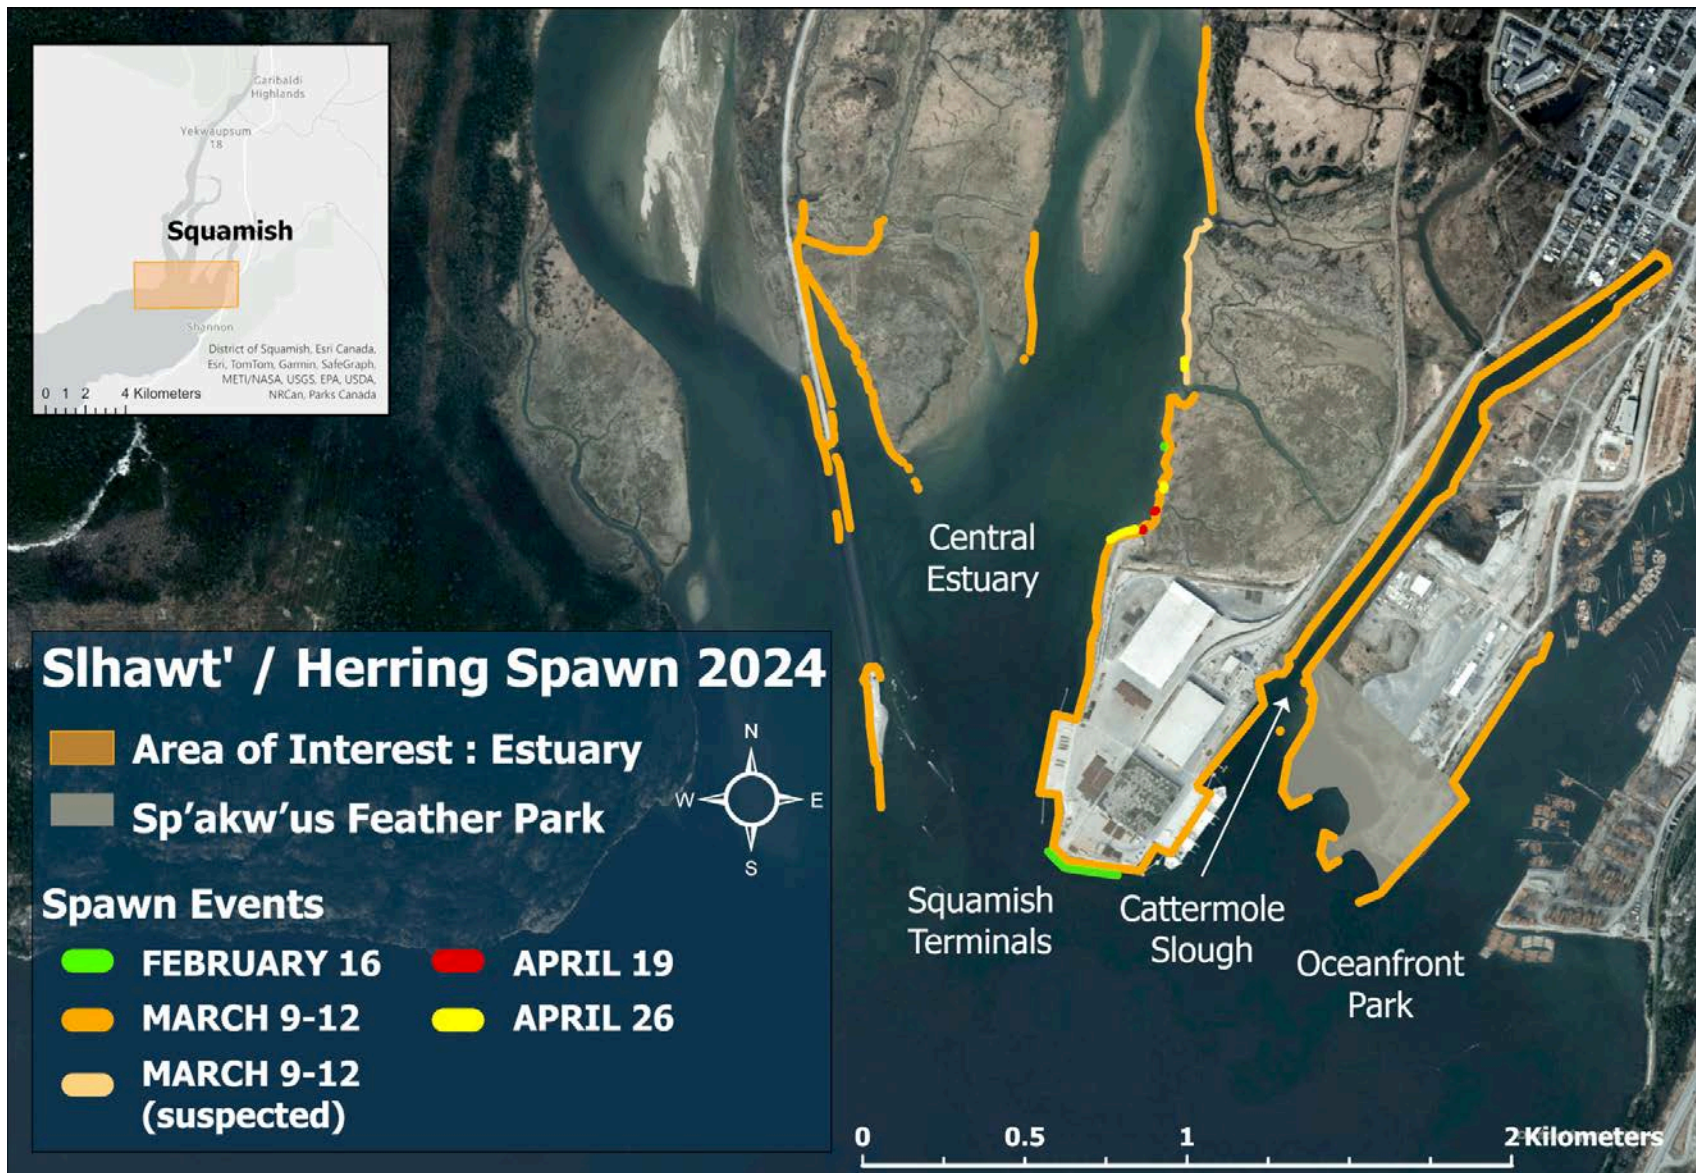 Garibaldi
Highlands
Yekwaupsum
18
Squamish
Shannon
District of Squamish, Esri Canada,
Esri, TomTom, Garmin, SafeGraph,
METI/NASA, USGS, EPA, USDA,
NRCan, Parks Canada
0 1 2 4 Kilometers
Central
Estuary
Squamish
Terminals
Cattermole
Slough
Oceanfront
Park
Slhawt' / Herring Spawn 2024
Area of Interest : Estuary
Sp'akw'us Feather Park
N
W E
S
Spawn Events
FEBRUARY 16
MARCH 9-12
MARCH 9-12
(suspected)
APRIL 19
APRIL 26
0 0.5 1 2 Kilometers